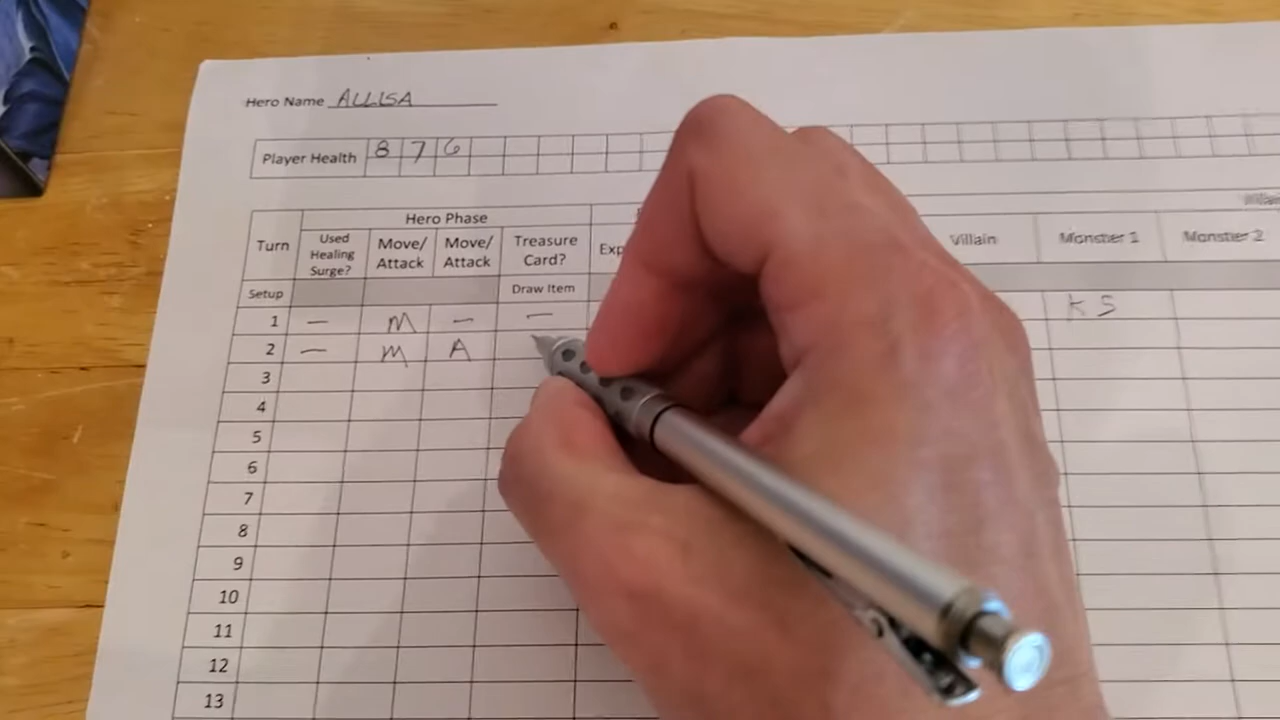 Hero Name ALLISA
Player Health 8 7 6
Hero Phase
Turn Used Healing Surge? Move/Attack Move/Attack Treasure Card? Villain Monster 1 Monster 2
Setup Draw Item
1 — M — — KS
2 — M A
3
4
5
6
7
8
9
10
11
12
13